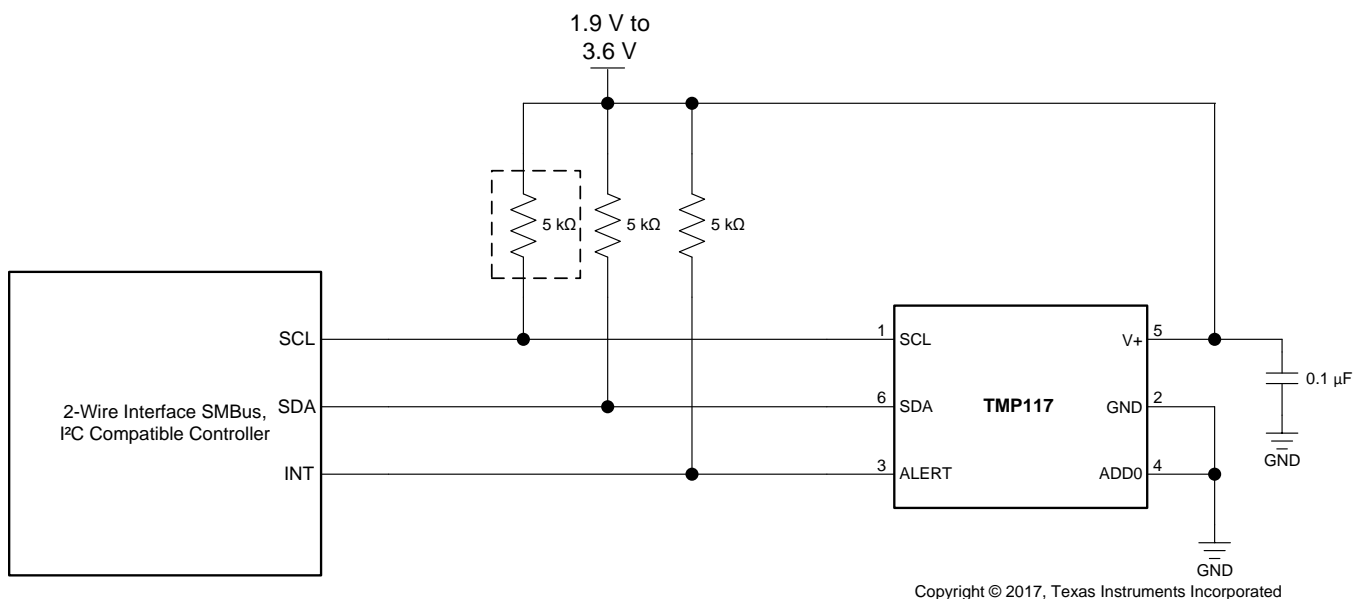 1.9 V to
3.6 V
5 kΩ
5 kΩ
5 kΩ
SCL
SDA
INT
2-Wire Interface SMBus,
I²C Compatible Controller
1
SCL
6
SDA
3
ALERT
TMP117
V+
5
GND
2
ADD0
4
0.1 µF
GND
GND
Copyright © 2017, Texas Instruments Incorporated